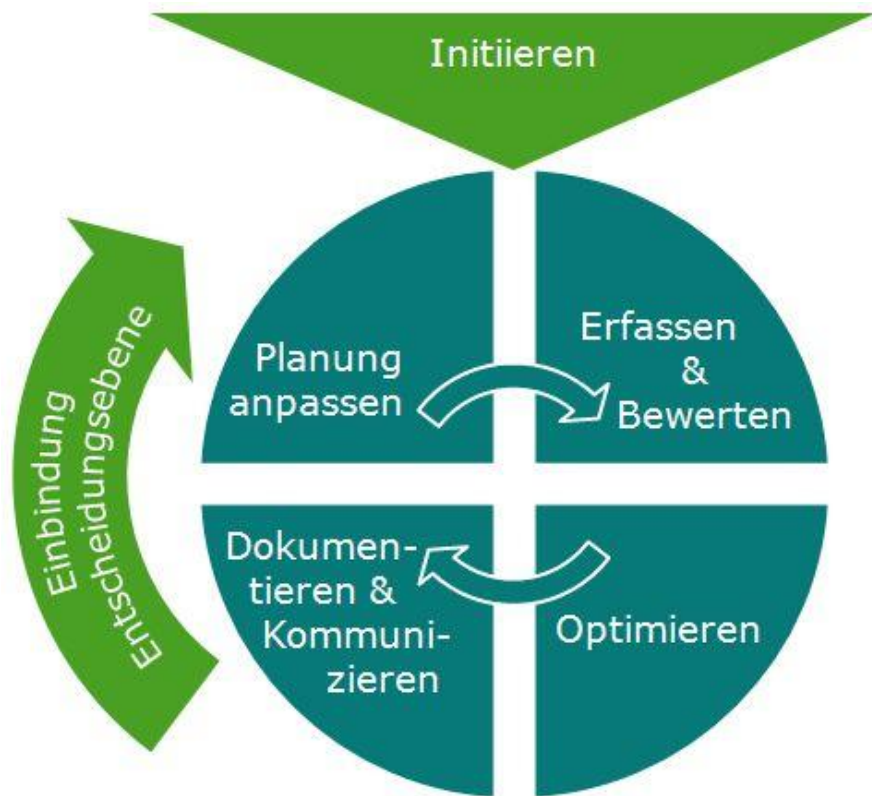 Initiieren
Erfassen
&
Bewerten
Planung
anpassen
Einbindung
Entscheidungsebene
Dokumen-
tieren &
Kommuni-
zieren
Optimieren